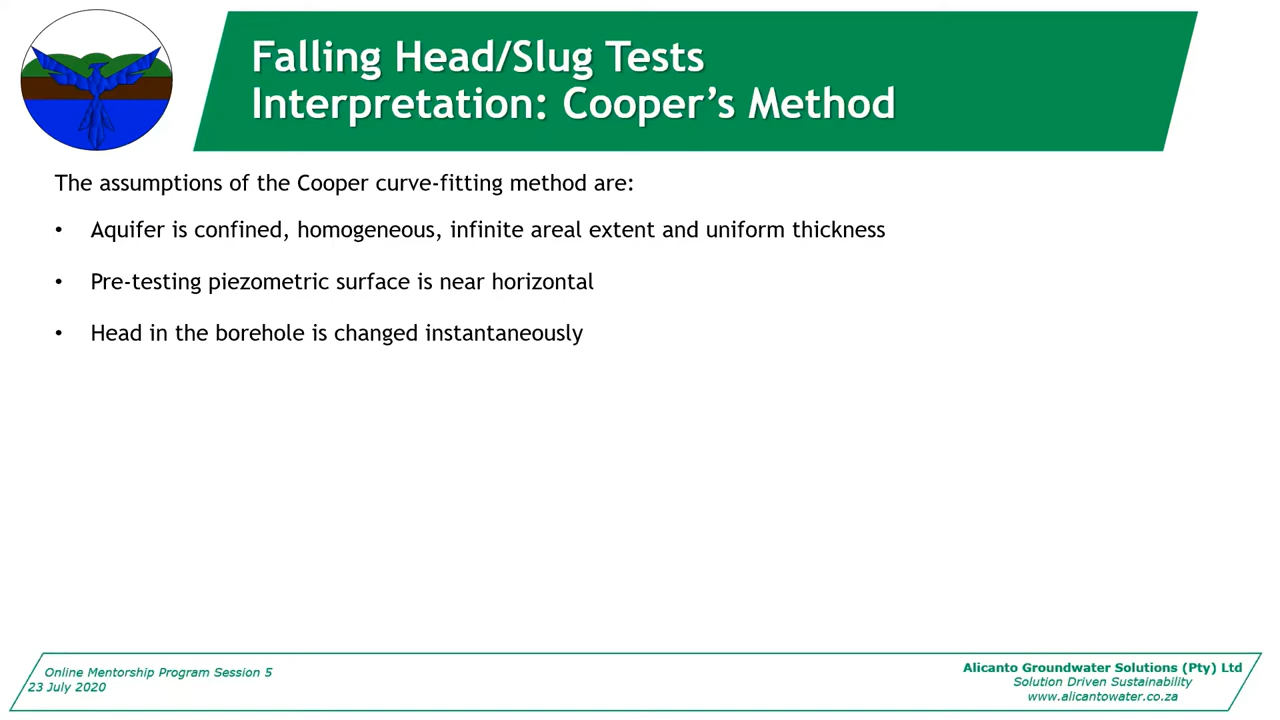 Falling Head/Slug Tests
Interpretation: Cooper's Method
The assumptions of the Cooper curve-fitting method are:
• Aquifer is confined, homogeneous, infinite areal extent and uniform thickness
• Pre-testing piezometric surface is near horizontal
• Head in the borehole is changed instantaneously
Online Mentorship Program Session 5
23 July 2020
Alicanto Groundwater Solutions (Pty) Ltd
Solution Driven Sustainability
www.alicantowater.co.za